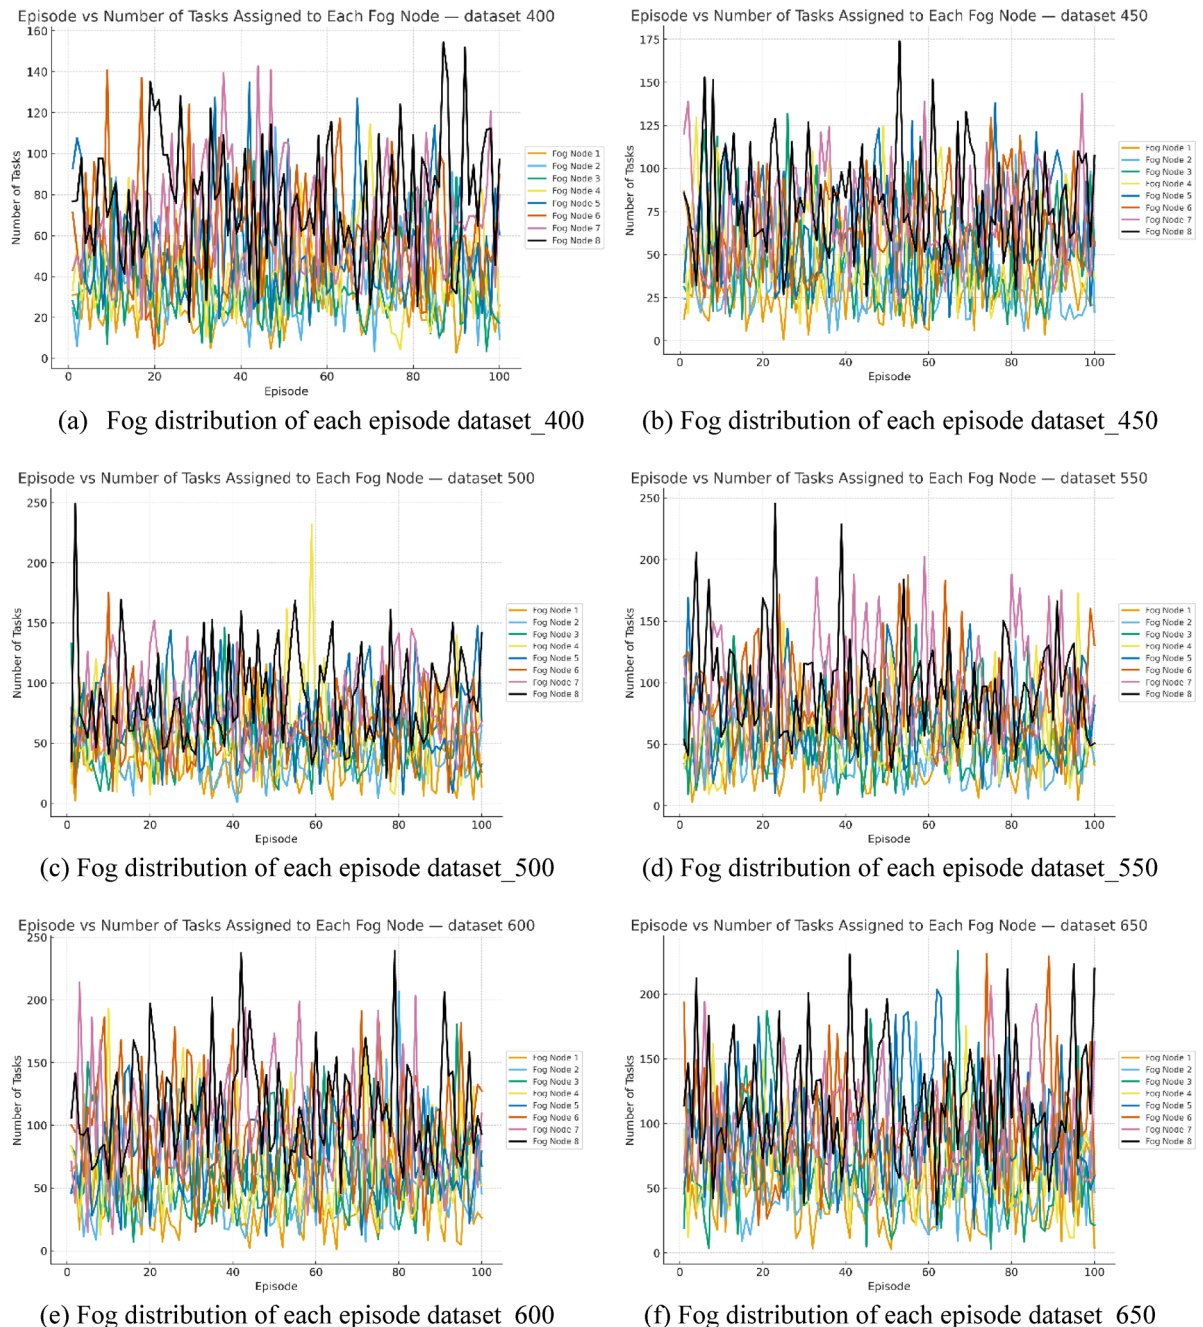 Episode vs Number of Tasks Assigned to Each Fog Node — dataset 400
160
140
120
100
80
60
40
20
0
Number of Tasks
0 20 40 60 80 100
Episode
Fog Node 1
Fog Node 2
Fog Node 3
Fog Node 4
Fog Node 5
Fog Node 6
Fog Node 7
Fog Node 8
(a) Fog distribution of each episode dataset_400
Episode vs Number of Tasks Assigned to Each Fog Node — dataset 450
175
150
125
100
75
50
25
0
Number of Tasks
0 20 40 60 80 100
Episode
Fog Node 1
Fog Node 2
Fog Node 3
Fog Node 4
Fog Node 5
Fog Node 6
Fog Node 7
Fog Node 8
(b) Fog distribution of each episode dataset_450
Episode vs Number of Tasks Assigned to Each Fog Node — dataset 500
250
200
150
100
50
0
Number of Tasks
0 20 40 60 80 100
Episode
Fog Node 1
Fog Node 2
Fog Node 3
Fog Node 4
Fog Node 5
Fog Node 6
Fog Node 7
Fog Node 8
(c) Fog distribution of each episode dataset_500
Episode vs Number of Tasks Assigned to Each Fog Node — dataset 550
250
200
150
100
50
0
Number of Tasks
0 20 40 60 80 100
Episode
Fog Node 1
Fog Node 2
Fog Node 3
Fog Node 4
Fog Node 5
Fog Node 6
Fog Node 7
Fog Node 8
(d) Fog distribution of each episode dataset_550
Episode vs Number of Tasks Assigned to Each Fog Node — dataset 600
250
200
150
100
50
0
Number of Tasks
0 20 40 60 80 100
Episode
Fog Node 1
Fog Node 2
Fog Node 3
Fog Node 4
Fog Node 5
Fog Node 6
Fog Node 7
Fog Node 8
(e) Fog distribution of each episode dataset_600
Episode vs Number of Tasks Assigned to Each Fog Node — dataset 650
200
150
100
50
0
Number of Tasks
0 20 40 60 80 100
Episode
Fog Node 1
Fog Node 2
Fog Node 3
Fog Node 4
Fog Node 5
Fog Node 6
Fog Node 7
Fog Node 8
(f) Fog distribution of each episode dataset_650